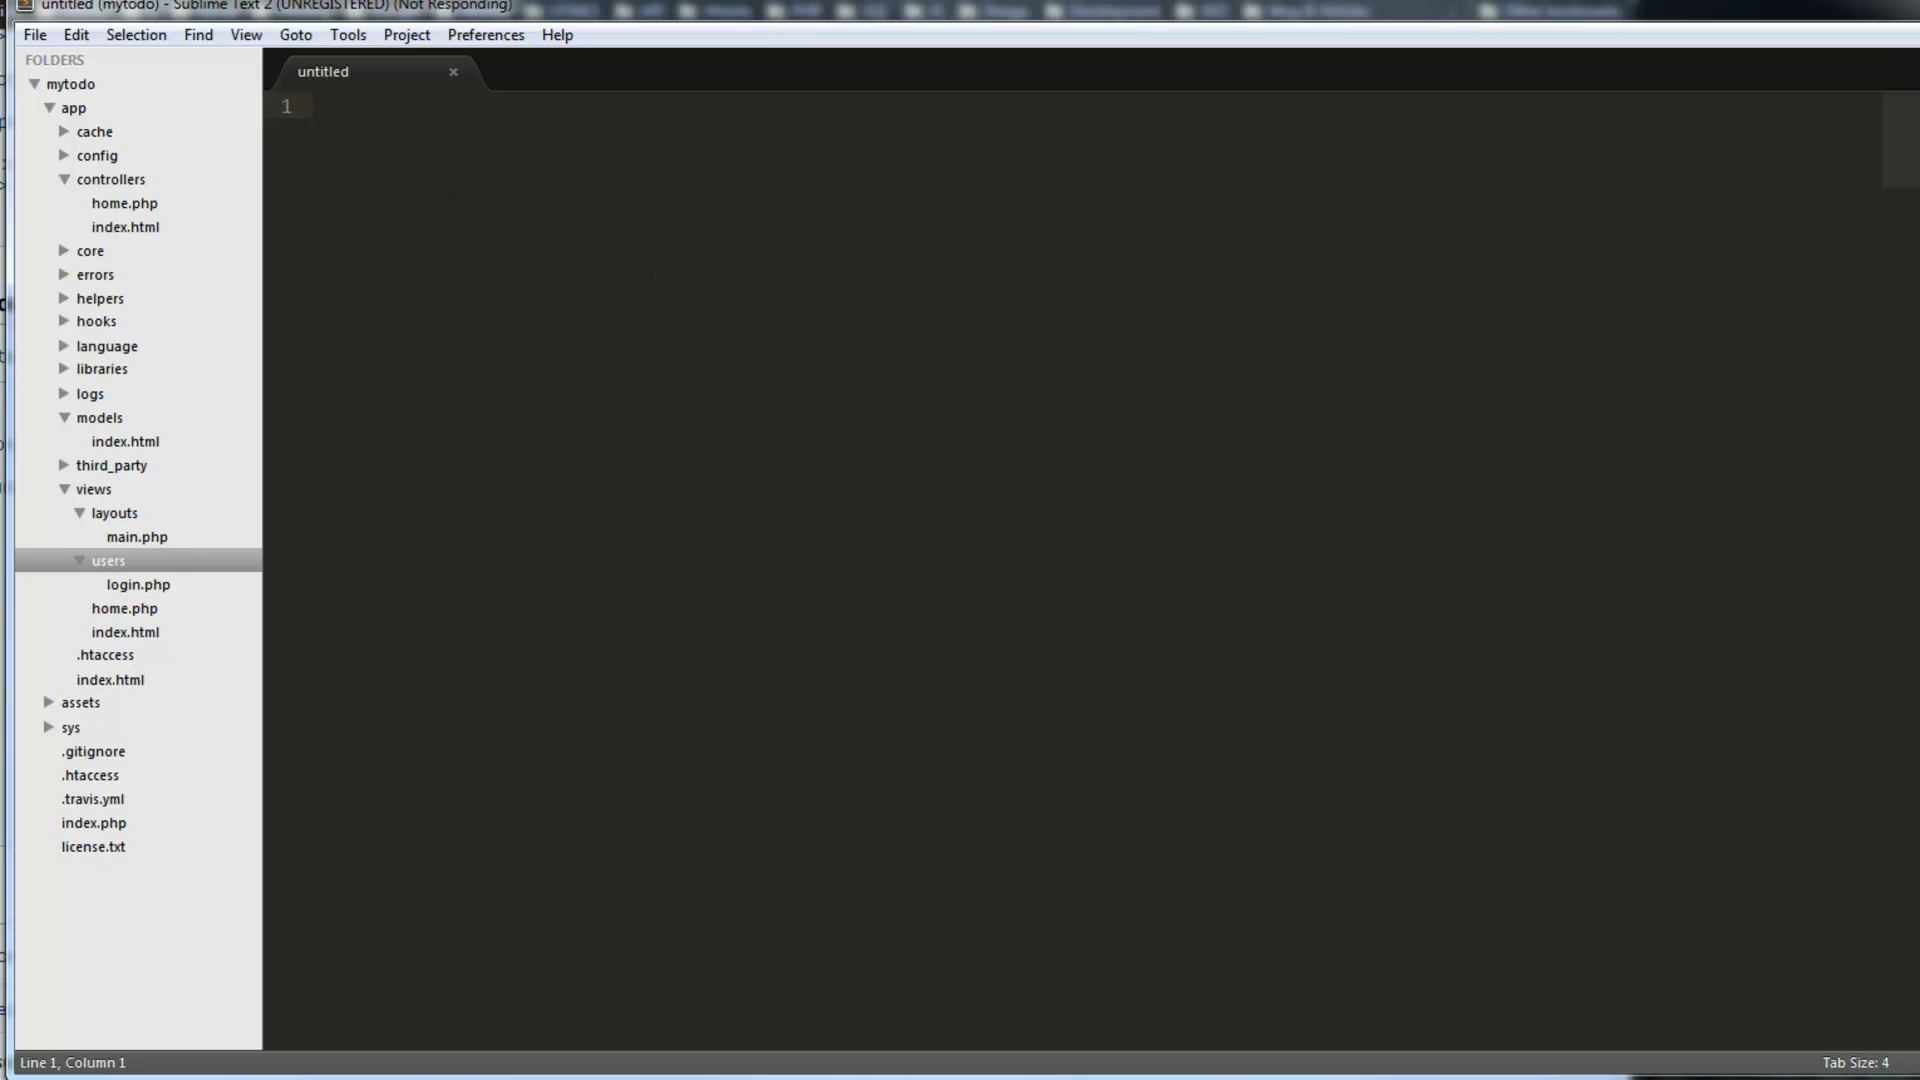 untitled (mytodo) - Sublime Text 2 (UNREGISTERED) (Not Responding)
File Edit Selection Find View Goto Tools Project Preferences Help
FOLDERS
mytodo
app
cache
config
controllers
home.php
index.html
core
errors
helpers
hooks
language
libraries
logs
models
index.html
third_party
views
layouts
main.php
users
login.php
home.php
index.html
.htaccess
index.html
assets
sys
.gitignore
.htaccess
.travis.yml
index.php
license.txt
untitled
1
Line 1, Column 1
Tab Size: 4